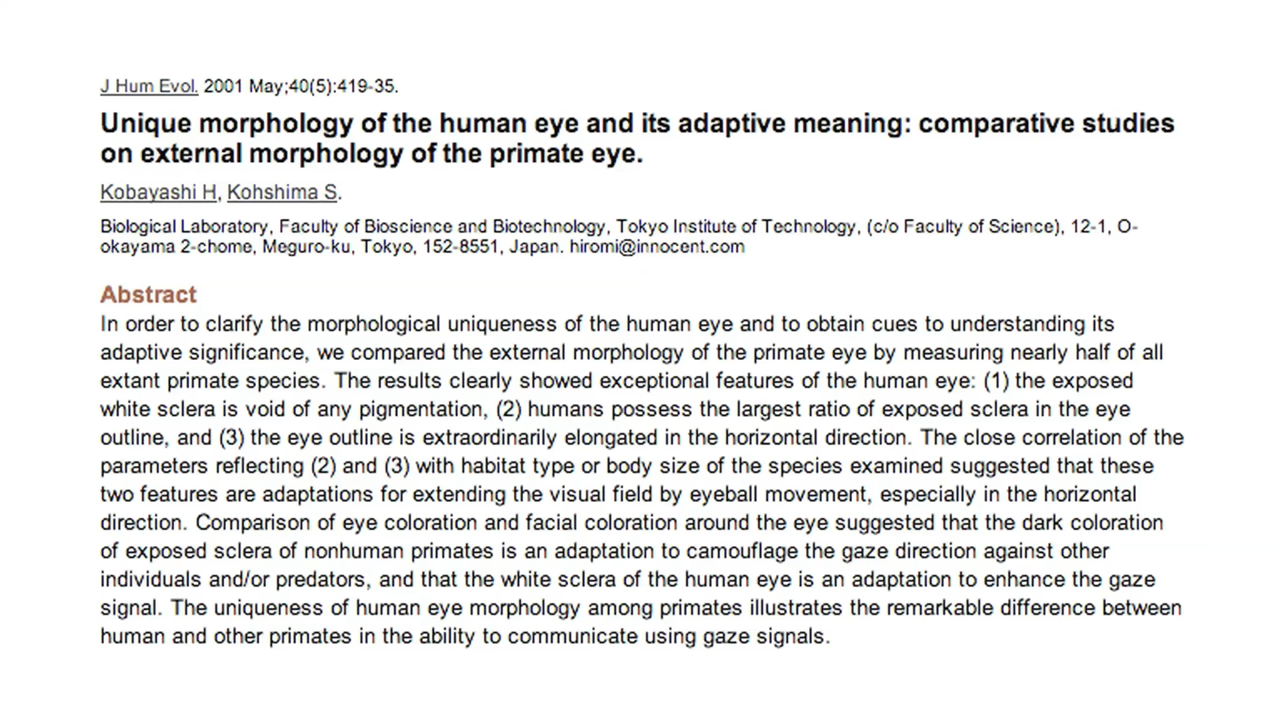 J Hum Evol. 2001 May;40(5):419-35.
Unique morphology of the human eye and its adaptive meaning: comparative studies
on external morphology of the primate eye.
Kobayashi H, Kohshima S.
Biological Laboratory, Faculty of Bioscience and Biotechnology, Tokyo Institute of Technology, (c/o Faculty of Science), 12-1, O-
okayama 2-chome, Meguro-ku, Tokyo, 152-8551, Japan. hiromi@innocent.com
Abstract
In order to clarify the morphological uniqueness of the human eye and to obtain cues to understanding its
adaptive significance, we compared the external morphology of the primate eye by measuring nearly half of all
extant primate species. The results clearly showed exceptional features of the human eye: (1) the exposed
white sclera is void of any pigmentation, (2) humans possess the largest ratio of exposed sclera in the eye
outline, and (3) the eye outline is extraordinarily elongated in the horizontal direction. The close correlation of the
parameters reflecting (2) and (3) with habitat type or body size of the species examined suggested that these
two features are adaptations for extending the visual field by eyeball movement, especially in the horizontal
direction. Comparison of eye coloration and facial coloration around the eye suggested that the dark coloration
of exposed sclera of nonhuman primates is an adaptation to camouflage the gaze direction against other
individuals and/or predators, and that the white sclera of the human eye is an adaptation to enhance the gaze
signal. The uniqueness of human eye morphology among primates illustrates the remarkable difference between
human and other primates in the ability to communicate using gaze signals.